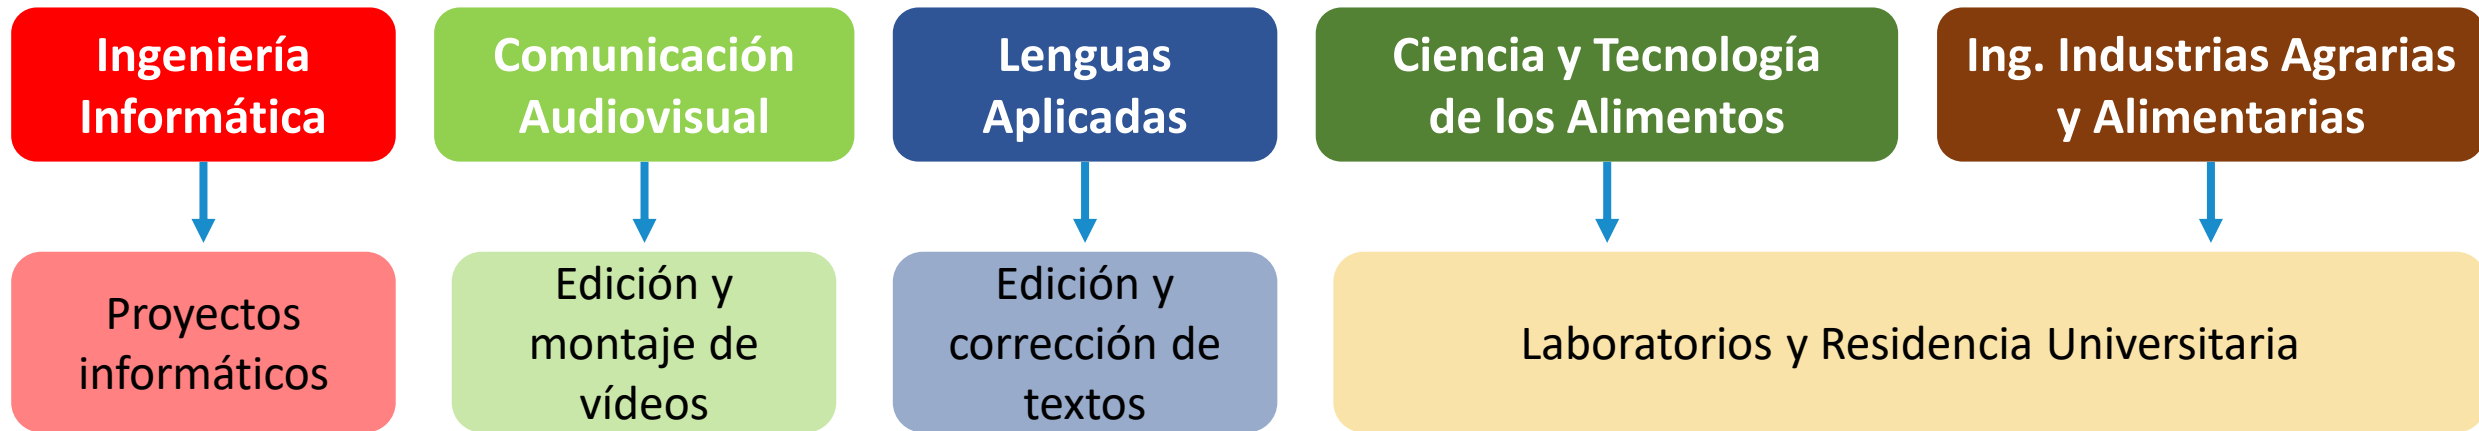 Ingeniería
Informática
Comunicación
Audiovisual
Lenguas
Aplicadas
Ciencia y Tecnología
de los Alimentos
Ing. Industrias Agrarias
y Alimentarias
Proyectos
informáticos
Edición y
montaje de
vídeos
Edición y
corrección de
textos
Laboratorios y Residencia Universitaria